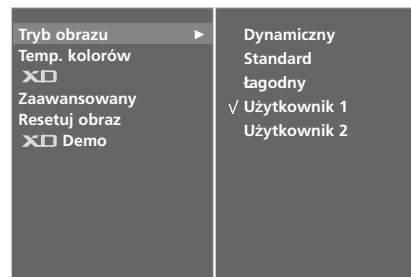 Tryb obrazu ►
Temp. kolorów
XD
Zaawansowany
Resetuj obraz
XD Demo
Dynamiczny
Standard
Łagodny
√ Użytkownik 1
Użytkownik 2